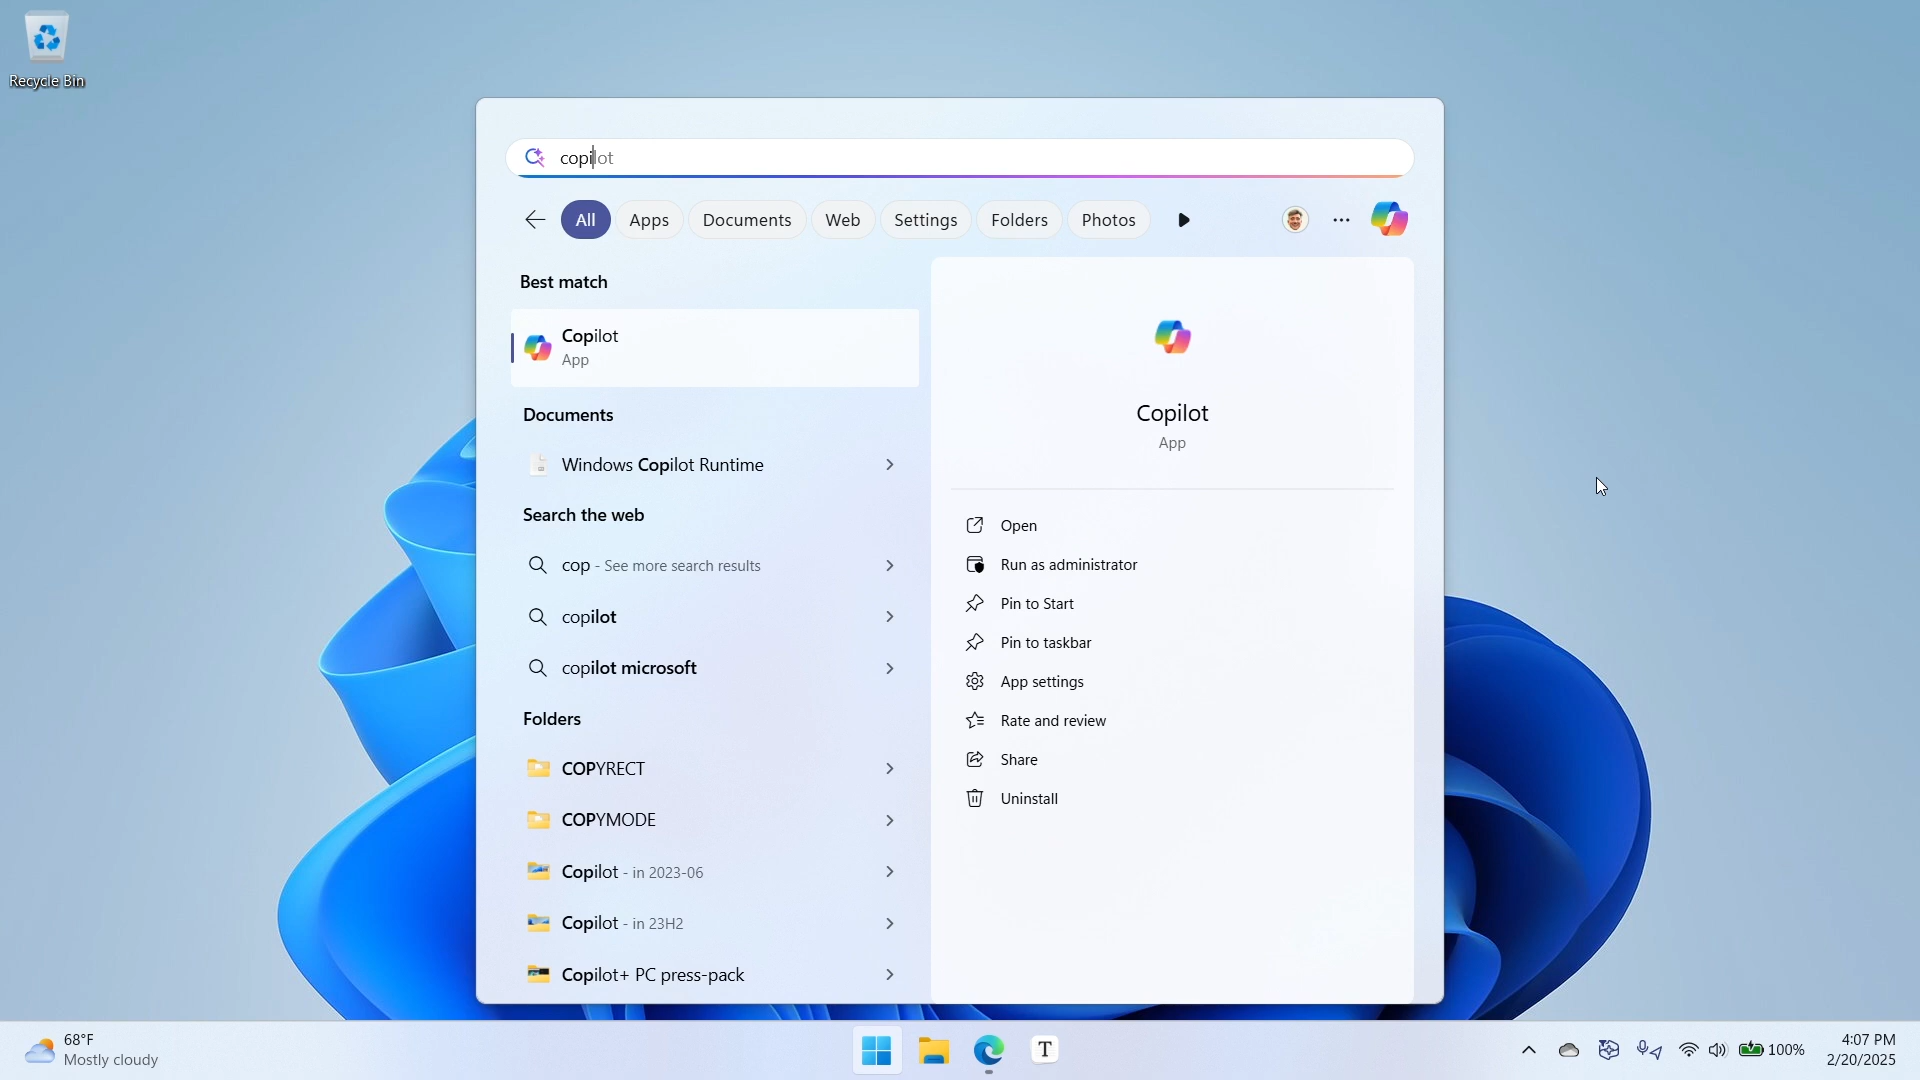 Recycle Bin
copilot
All
Apps
Documents
Web
Settings
Folders
Photos
Best match
Copilot
App
Documents
Windows Copilot Runtime
Search the web
cop - See more search results
copilot
copilot microsoft
Folders
COPYRECT
COPYMODE
Copilot - in 2023-06
Copilot - in 23H2
Copilot+ PC press-pack
Copilot
App
Open
Run as administrator
Pin to Start
Pin to taskbar
App settings
Rate and review
Share
Uninstall
68°F
Mostly cloudy
T
100%
4:07 PM
2/20/2025